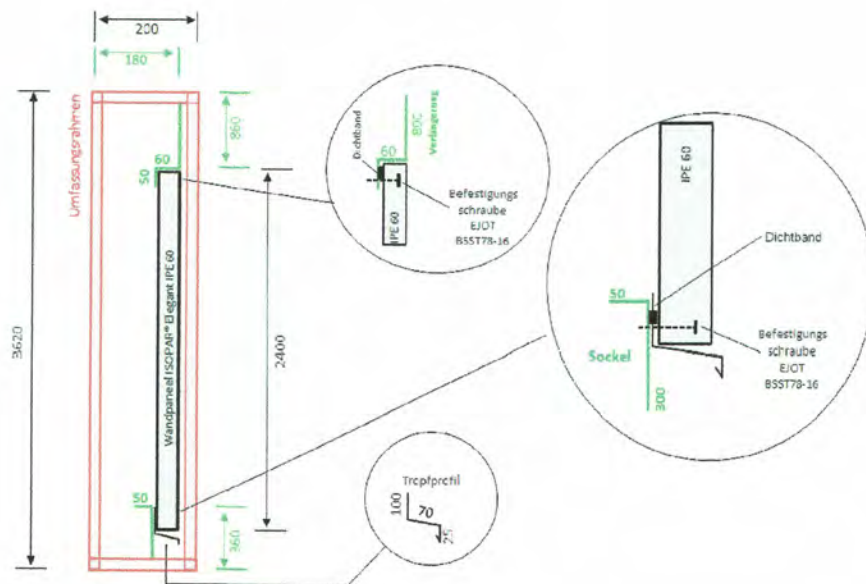 200
180
Umfassungsrahmen
3620
860
60
50
Wandpaneel ISOPAR® Elegant IPE 60
2400
50
360
Dichtband
60
Verlängerung
IPE 60
Befestigungs
schraube
EJOT
BSST78-16
IPE 60
Dichtband
50
Sockel
300
Befestigungs
schraube
EJOT
BSST78-16
Tropfprofil
100
70
25